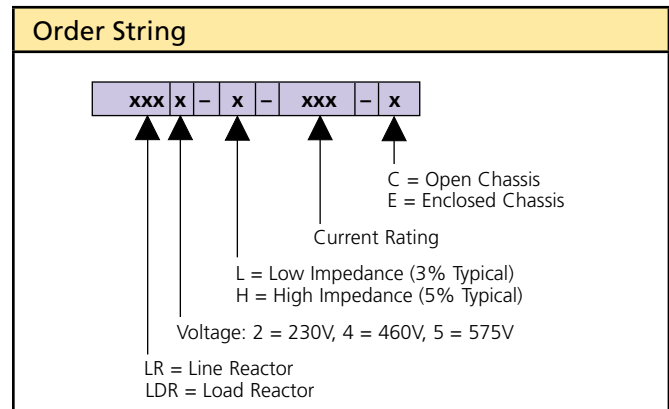 Order String
xxx x – x – xxx – x
C = Open Chassis
E = Enclosed Chassis
Current Rating
L = Low Impedance (3% Typical)
H = High Impedance (5% Typical)
Voltage: 2 = 230V, 4 = 460V, 5 = 575V
LR = Line Reactor
LDR = Load Reactor